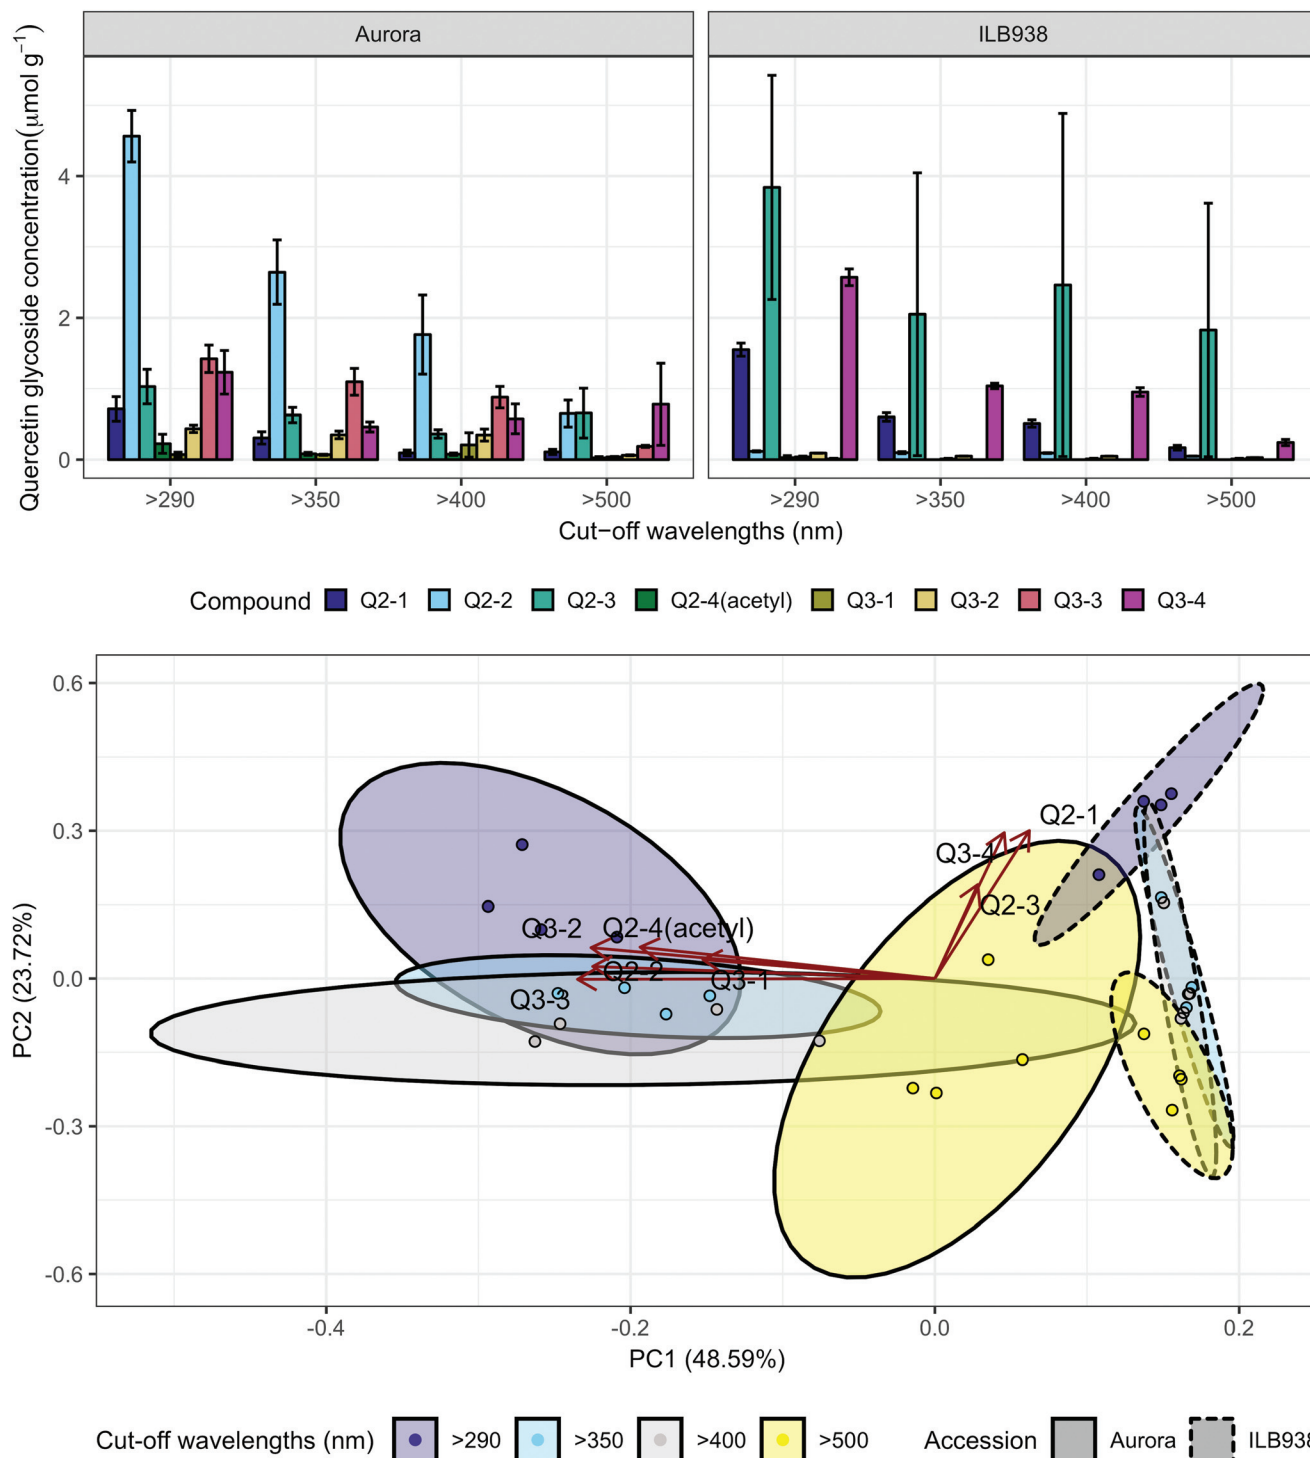 Aurora ILB938
Quercetin glycoside concentration(μmol g⁻¹)
4
2
0
>290 >350 >400 >500 >290 >350 >400 >500
Cut−off wavelengths (nm)
Compound Q2-1 Q2-2 Q2-3 Q2-4(acetyl) Q3-1 Q3-2 Q3-3 Q3-4
PC2 (23.72%)
0.6
0.3
0.0
-0.3
-0.6
Q2-1
Q3-4
Q2-3
Q3-2 Q2-4(acetyl)
Q2-2 Q3-1
Q3-3
-0.4 -0.2 0.0 0.2
PC1 (48.59%)
Cut-off wavelengths (nm) >290 >350 >400 >500 Accession Aurora ILB938